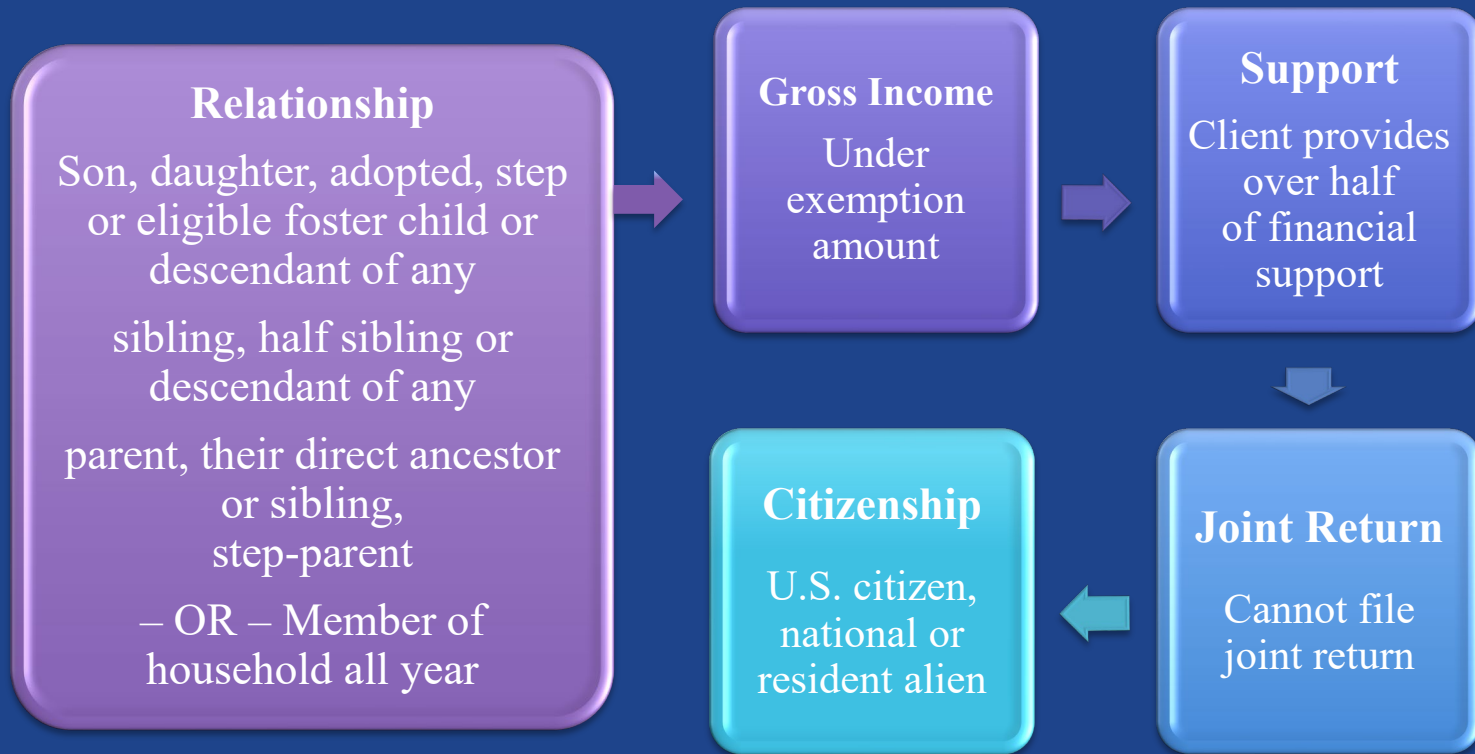 Relationship
Son, daughter, adopted, step
or eligible foster child or
descendant of any
sibling, half sibling or
descendant of any
parent, their direct ancestor
or sibling,
step-parent
– OR – Member of
household all year
Gross Income
Under
exemption
amount
Support
Client provides
over half
of financial
support
Joint Return
Cannot file
joint return
Citizenship
U.S. citizen,
national or
resident alien